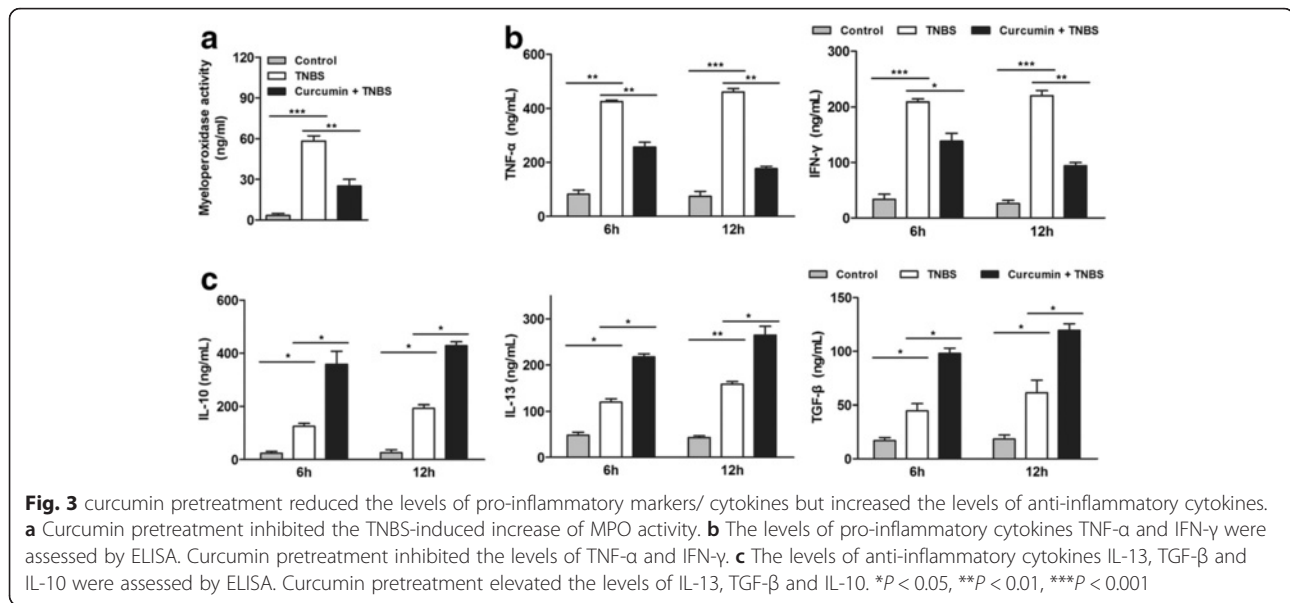 a
Control
TNBS
Curcumin + TNBS
Myeloperoxidase activity
(ng/ml)
120
90
60
30
0
***
**
b
TNF-α (ng/mL)
600
400
200
0
**
**
***
**
6h
12h
Control
TNBS
Curcumin + TNBS
IFN-γ (ng/mL)
300
200
100
0
***
*
***
**
6h
12h
c
IL-10 (ng/mL)
600
400
200
0
*
*
*
*
6h
12h
IL-13 (ng/mL)
300
200
100
0
*
*
**
*
6h
12h
Control
TNBS
Curcumin + TNBS
TGF-β (ng/mL)
150
100
50
0
*
*
*
*
6h
12h
Fig. 3 curcumin pretreatment reduced the levels of pro-inflammatory markers/ cytokines but increased the levels of anti-inflammatory cytokines.
a Curcumin pretreatment inhibited the TNBS-induced increase of MPO activity. b The levels of pro-inflammatory cytokines TNF-α and IFN-γ were
assessed by ELISA. Curcumin pretreatment inhibited the levels of TNF-α and IFN-γ. c The levels of anti-inflammatory cytokines IL-13, TGF-β and
IL-10 were assessed by ELISA. Curcumin pretreatment elevated the levels of IL-13, TGF-β and IL-10. *P < 0.05, **P < 0.01, ***P < 0.001